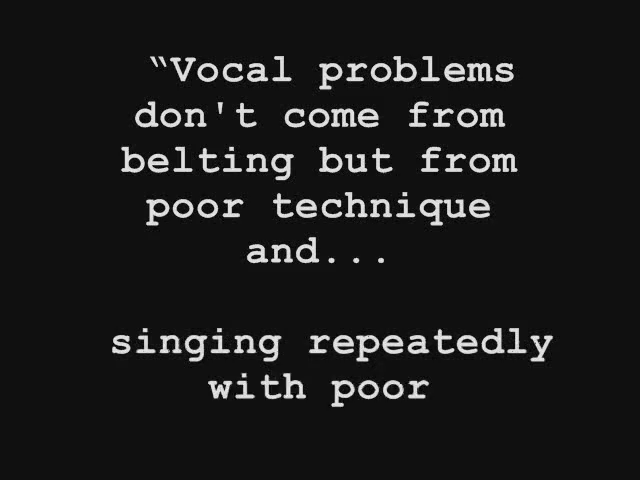 “Vocal problems
don't come from
belting but from
poor technique
and...
singing repeatedly
with poor